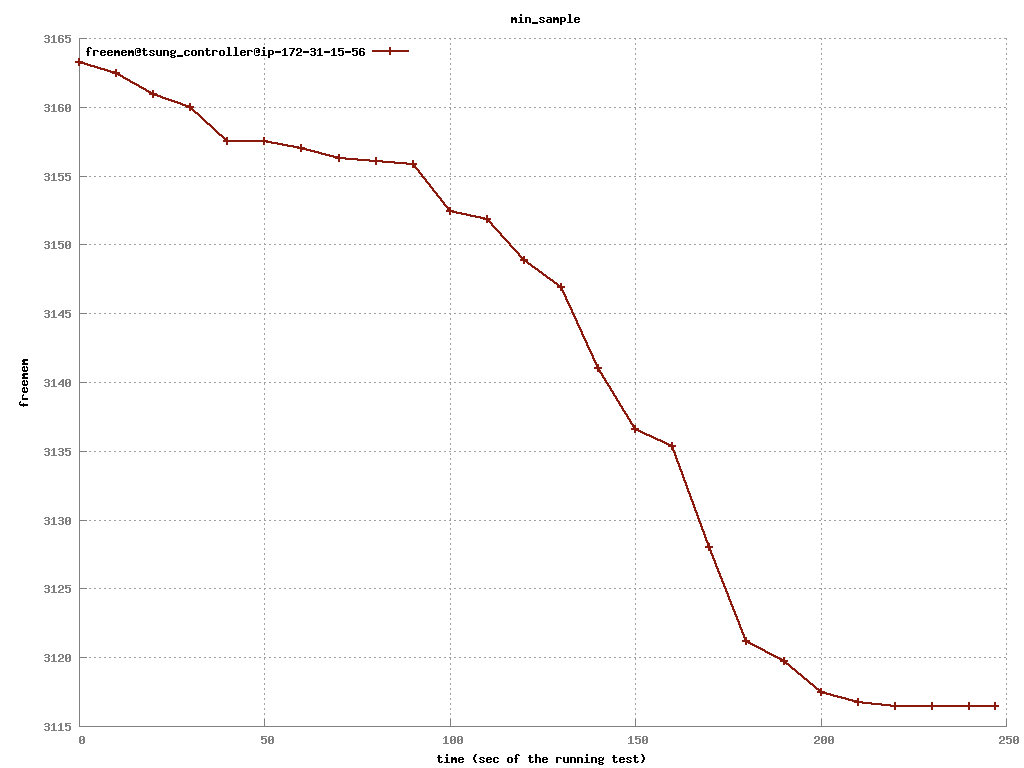 min_sample
3165
freemem@tsung_controller@ip-172-31-15-56
3160
3155
3150
3145
3140
3135
3130
3125
3120
3115
freemem
0 50 100 150 200 250
time (sec of the running test)